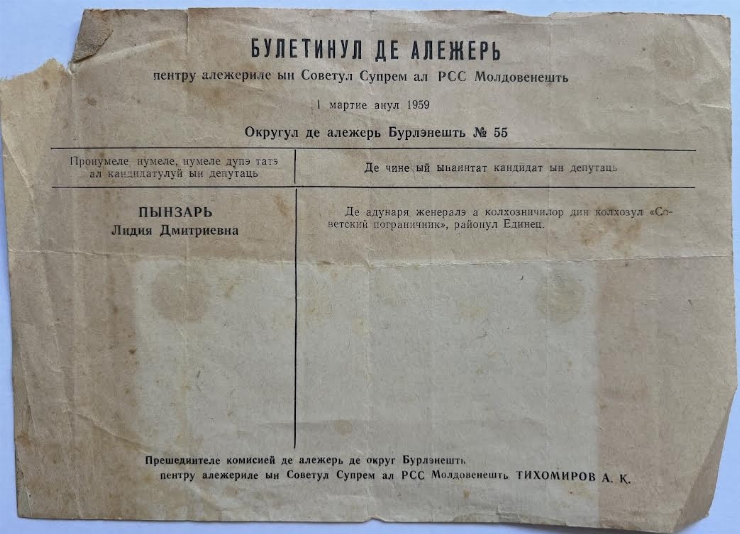 БУЛЕТИНУЛ ДЕ АЛЕЖЕРЬ
пентру алежериле ын Советул Супрем ал РСС Молдовенешть
1 мартие анул 1959
Округул де алежерь Бурлэнешть № 55
Пронумеле, нумеле, нумеле дупэ татэ
ал кандидатулуй ын депутаць
Де чине ый ынаинтат кандидат ын депутаць
ПЫНЗАРЬ
Лидия Дмитриевна
Де адунаря женералэ а колхозничилор дин колхозул «Со-
ветский пограничник», районул Единец.
Прешединтеле комисией де алежерь де округ Бурлэнешть
пентру алежериле ын Советул Супрем ал РСС Молдовенешть ТИХОМИРОВ А. К.